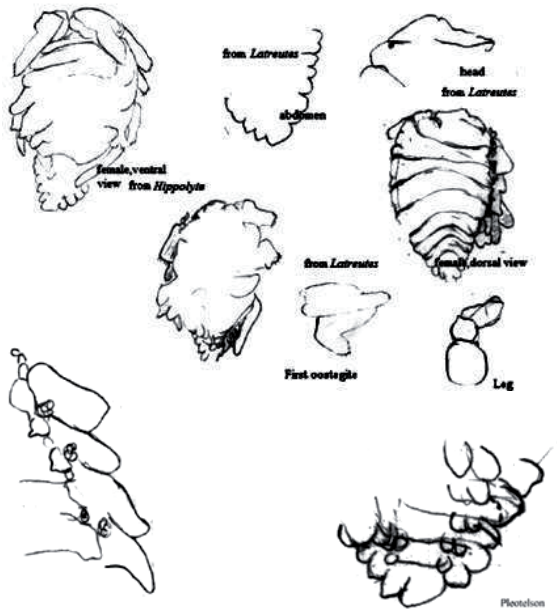 from Latreutes
abdomen
head
from Latreutes
female,ventral
view from Hippolyte
from Latreutes
female,dorsal view
First oostegite
Leg
Pleotelson